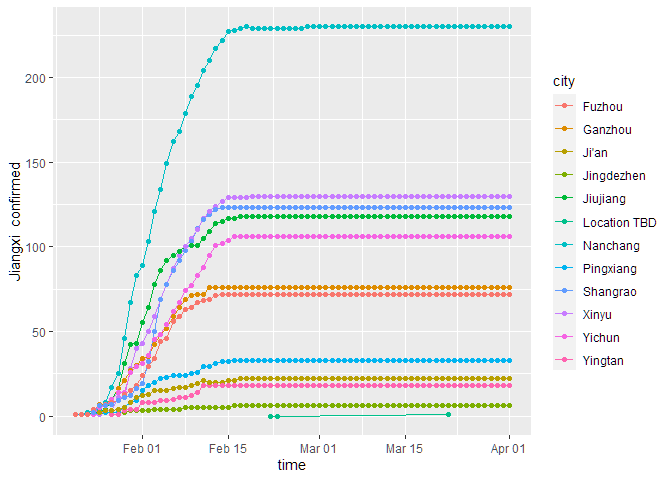 Jiangxi confirmed
200
150
100
50
0
Feb 01
Feb 15
Mar 01
Mar 15
Apr 01
time
city
Fuzhou
Ganzhou
Ji'an
Jingdezhen
Jiujiang
Location TBD
Nanchang
Pingxiang
Shangrao
Xinyu
Yichun
Yingtan